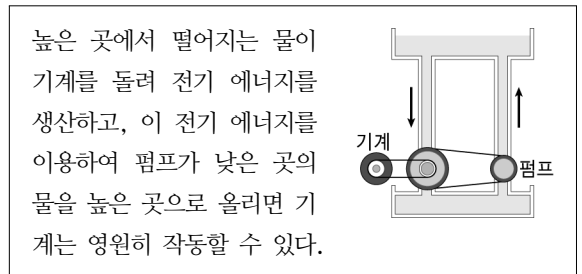 높은 곳에서 떨어지는 물이
기계를 돌려 전기 에너지를
생산하고, 이 전기 에너지를
이용하여 펌프가 낮은 곳의
물을 높은 곳으로 올리면 기
계는 영원히 작동할 수 있다.
기계
펌프